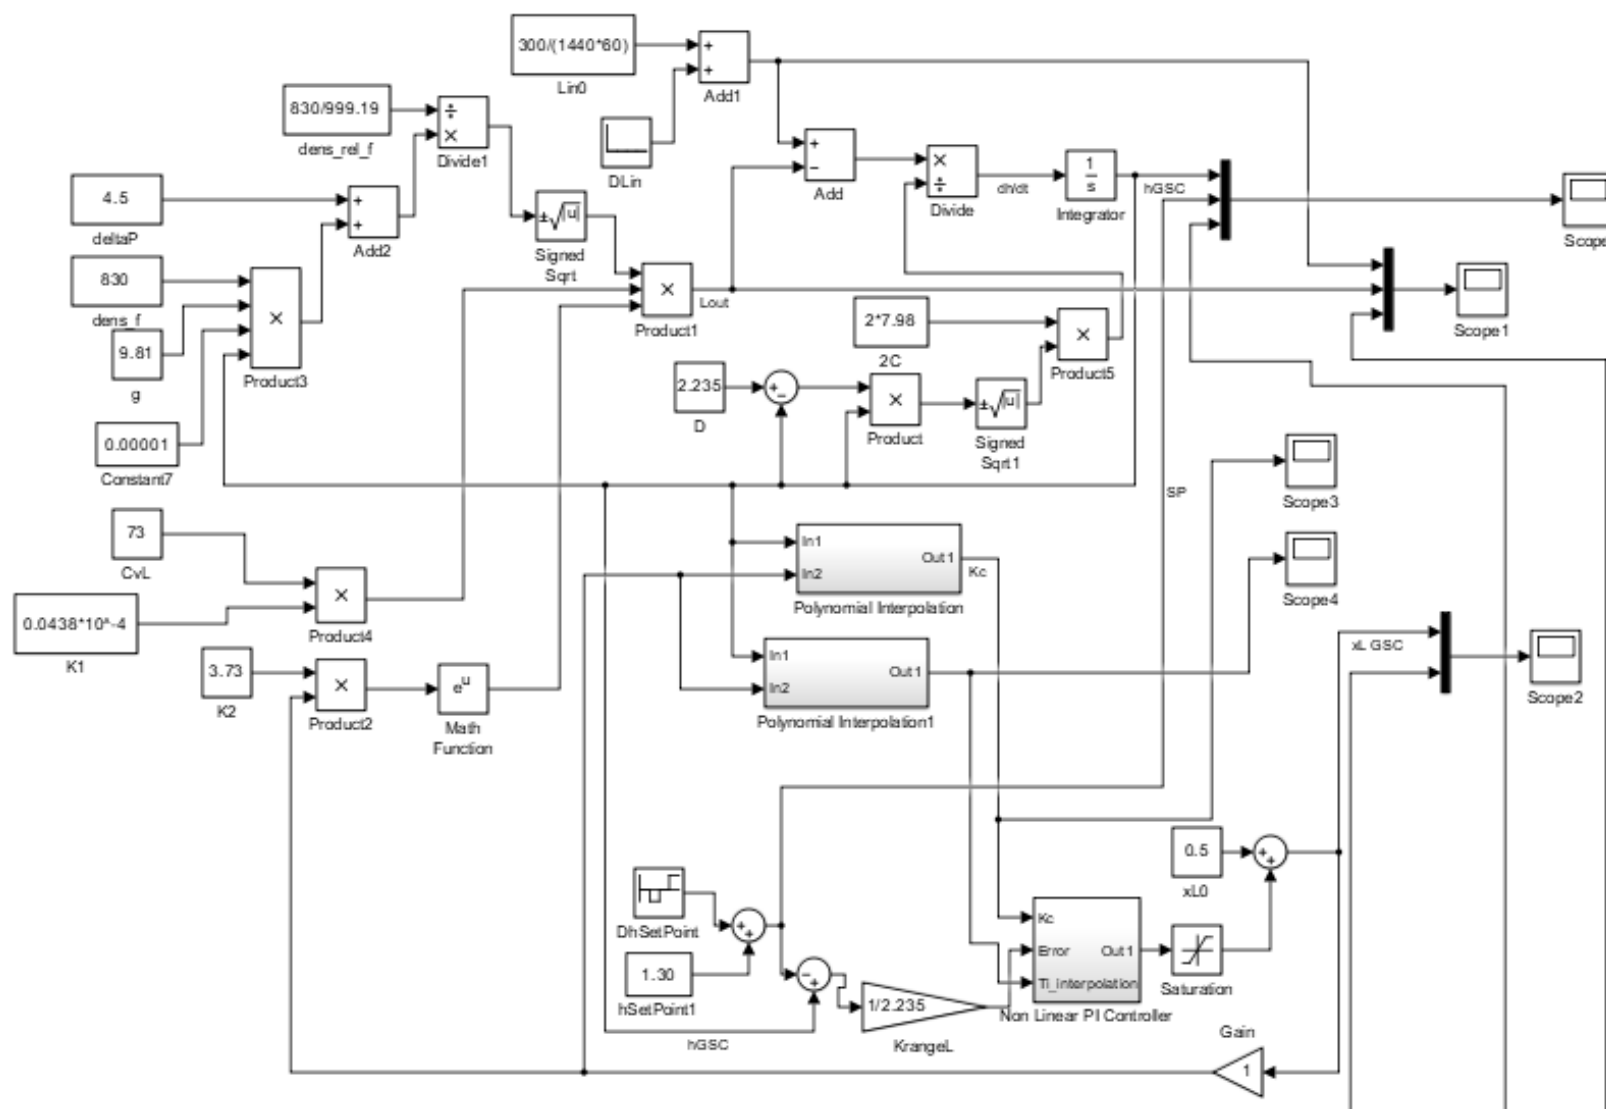 300/(1440*60)
Lin0
+
+
Add1
830/999.19
dens_rel_f
÷
×
Divide1
DLin
+
−
Add
×
÷
Divide
dh/dt
1
s
Integrator
hGSC
Scope
4.5
deltaP
+
+
Add2
±√|u|
Signed
Sqrt
830
dens_f
9.81
g
×
Product3
×
Product1
Lout
Scope1
2*7.98
2C
×
Product5
2.235
D
+
−
×
Product
±√|u|
Signed
Sqrt1
0.00001
Constant7
Scope3
SP
73
CvL
In1
In2
Out1
Polynomial Interpolation
Kc
Scope4
0.0438*10^-4
K1
×
Product4
In1
In2
Out1
Polynomial Interpolation1
xL GSC
Scope2
3.73
K2
×
Product2
eu
Math
Function
0.5
xL0
+
+
DhSetPoint
+
+
1.30
hSetPoint1
−
+
hGSC
1/2.235
KrangeL
Kc
Error
Ti_Interpolation
Out1
Non Linear PI Controller
Saturation
Gain
1